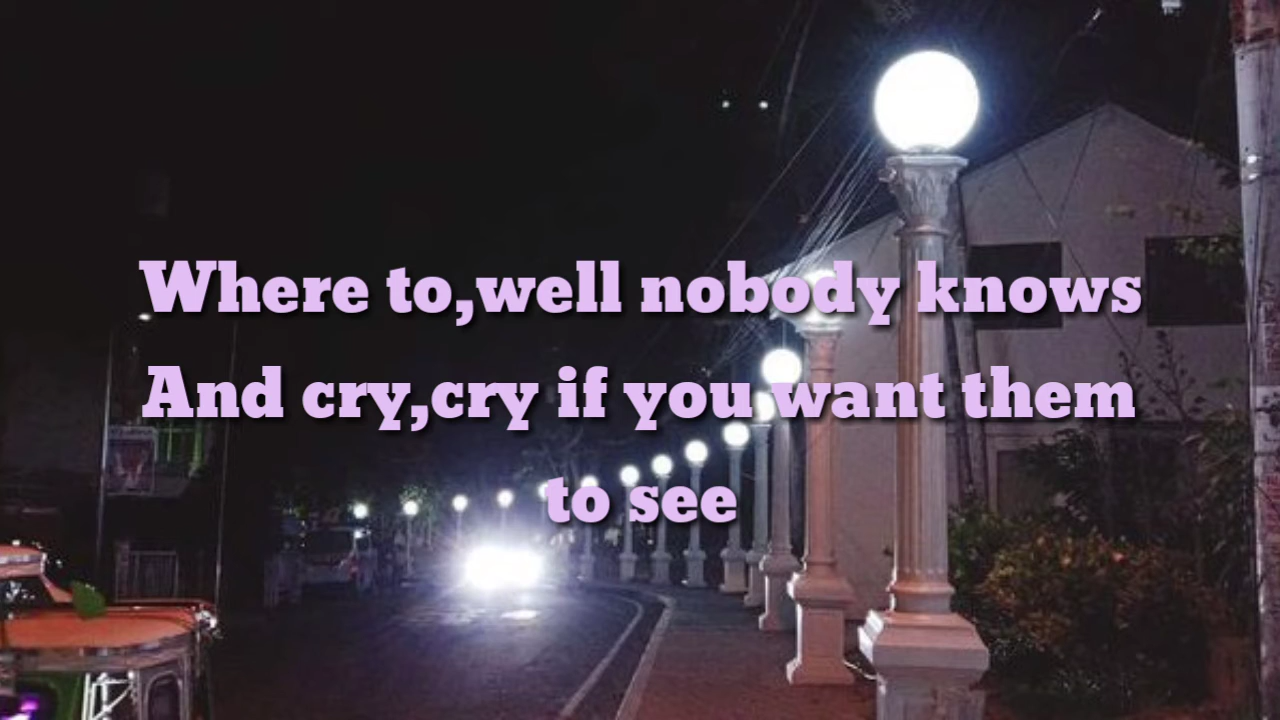 Where to,well nobody knows
And cry,cry if you want them
to see